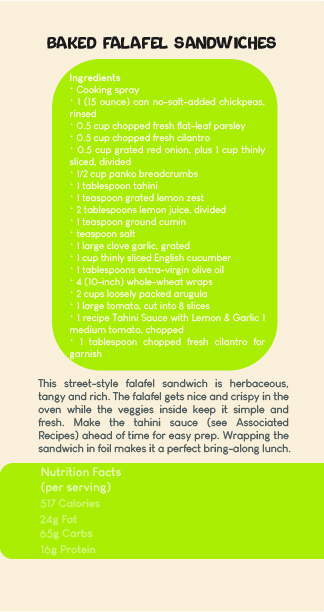 BAKED FALAFEL SANDWICHES
Ingredients
· Cooking spray
· 1 (15 ounce) can no-salt-added chickpeas,
rinsed
· 0.5 cup chopped fresh flat-leaf parsley
· 0.5 cup chopped fresh cilantro
· 0.5 cup grated red onion, plus 1 cup thinly
sliced, divided
· 1/2 cup panko breadcrumbs
· 1 tablespoon tahini
· 1 teaspoon grated lemon zest
· 2 tablespoons lemon juice, divided
· 1 teaspoon ground cumin
· teaspoon salt
· 1 large clove garlic, grated
· 1 cup thinly sliced English cucumber
· 1 tablespoons extra-virgin olive oil
· 4 (10-inch) whole-wheat wraps
· 2 cups loosely packed arugula
· 1 large tomato, cut into 8 slices
· 1 recipe Tahini Sauce with Lemon & Garlic 1
medium tomato, chopped
· 1 tablespoon chopped fresh cilantro for
garnish
This street-style falafel sandwich is herbaceous,
tangy and rich. The falafel gets nice and crispy in the
oven while the veggies inside keep it simple and
fresh. Make the tahini sauce (see Associated
Recipes) ahead of time for easy prep. Wrapping the
sandwich in foil makes it a perfect bring-along lunch.
Nutrition Facts
(per serving)
517 Calories
24g Fat
65g Carbs
16g Protein